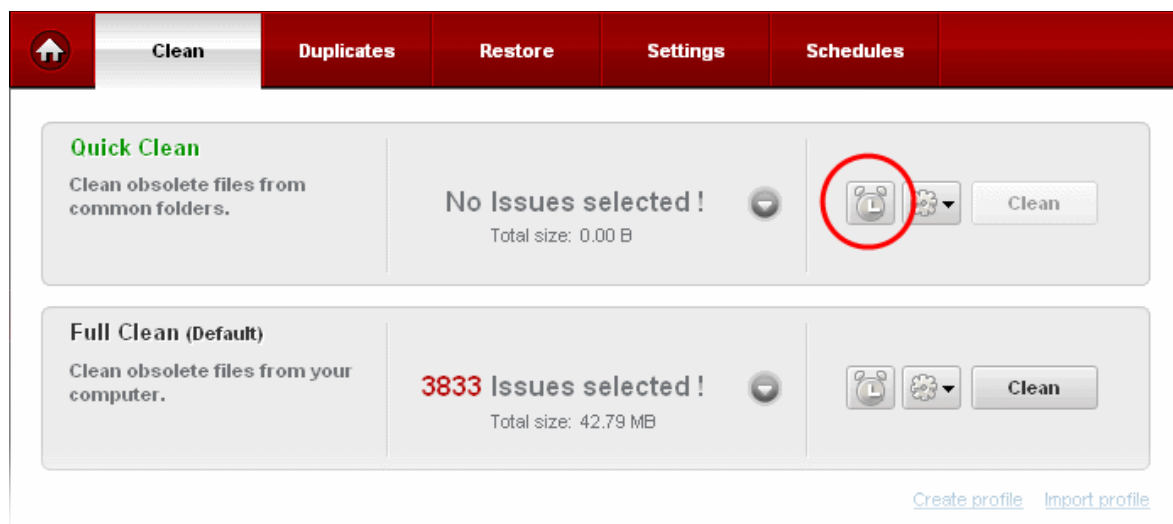 Clean Duplicates Restore Settings Schedules
Quick Clean
Clean obsolete files from
common folders.
No Issues selected !
Total size: 0.00 B
Clean
Full Clean (Default)
Clean obsolete files from your
computer.
3833 Issues selected !
Total size: 42.79 MB
Clean
Create profile Import profile